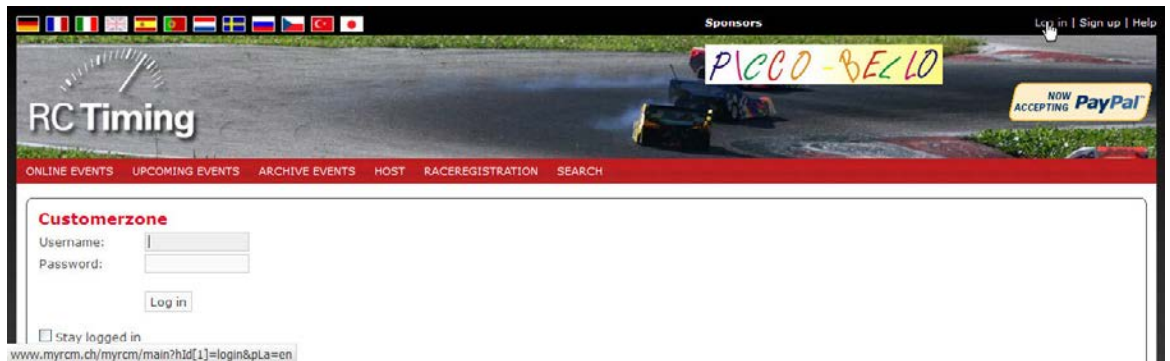 Sponsors
Log in | Sign up | Help
PICCO-BELLO
RC Timing
NOW
ACCEPTING PayPal
ONLINE EVENTS UPCOMING EVENTS ARCHIVE EVENTS HOST RACEREGISTRATION SEARCH
Customerzone
Username:
Password:
Log in
Stay logged in
www.myrcm.ch/myrcm/main?hId[1]=login&pLa=en